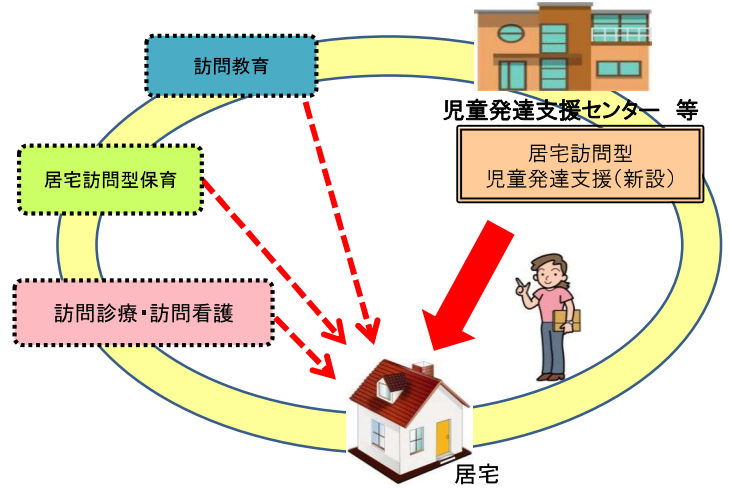 訪問教育
児童発達支援センター　等
居宅訪問型
児童発達支援（新設）
居宅訪問型保育
訪問診療・訪問看護
居宅